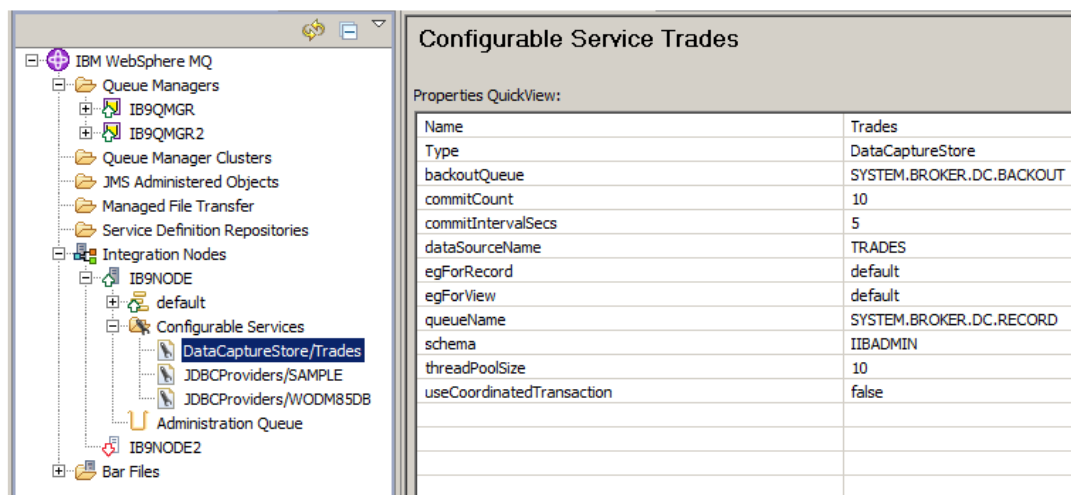 IBM WebSphere MQ
Queue Managers
IB9QMGR
IB9QMGR2
Queue Manager Clusters
JMS Administered Objects
Managed File Transfer
Service Definition Repositories
Integration Nodes
IB9NODE
default
Configurable Services
DataCaptureStore/Trades
JDBCProviders/SAMPLE
JDBCProviders/WODM85DB
Administration Queue
IB9NODE2
Bar Files
Configurable Service Trades
Properties QuickView:
Name Trades
Type DataCaptureStore
backoutQueue SYSTEM.BROKER.DC.BACKOUT
commitCount 10
commitIntervalSecs 5
dataSourceName TRADES
egForRecord default
egForView default
queueName SYSTEM.BROKER.DC.RECORD
schema IIBADMIN
threadPoolSize 10
useCoordinatedTransaction false